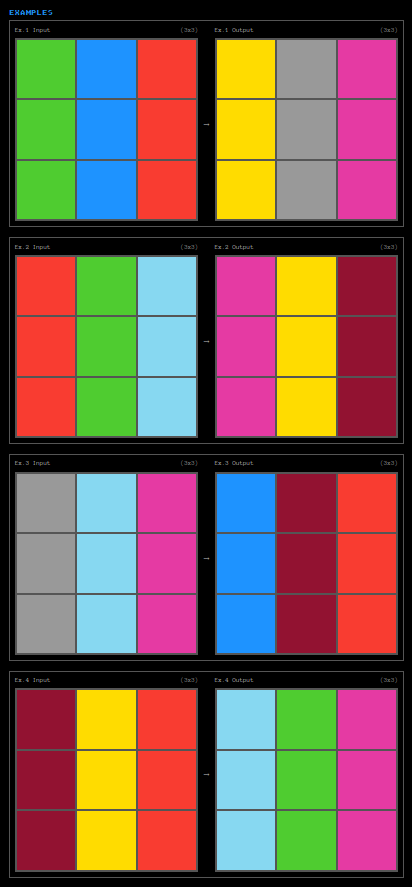 EXAMPLES
Ex.1 Input (3x3) Ex.1 Output (3x3)
→
Ex.2 Input (3x3) Ex.2 Output (3x3)
→
Ex.3 Input (3x3) Ex.3 Output (3x3)
→
Ex.4 Input (3x3) Ex.4 Output (3x3)
→